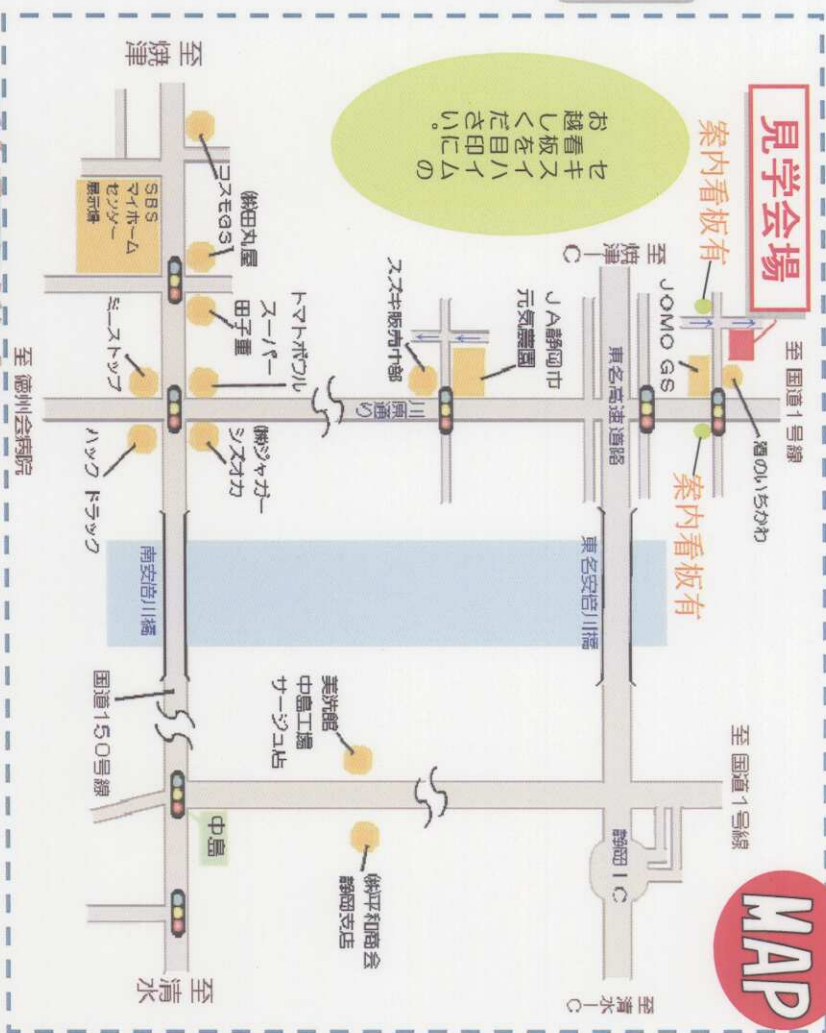 MAP
見学会場
案内看板有
案内看板有
至 国道1号線
酒のいちかわ
JOMO GS
至 焼津IC
東名高速道路
東名安倍川橋
静岡IC
至 清水IC
至 国道1号線
セキスイハイムの
看板を目印に
お越しください。
JA静岡市
元気農園
スズキ販売中部
川原通り
美洗館
中島工場
サージュ店
㈱平和商会
静岡支店
トマトボウル
スーパー
田子重
㈱田丸屋
コスモGS
㈱ジャガー
シズオカ
至 焼津
SBS
マイホーム
センター
展示場
ミニストップ
ハックドラック
至 徳州会病院
南安倍川橋
国道150号線
中島
至 清水